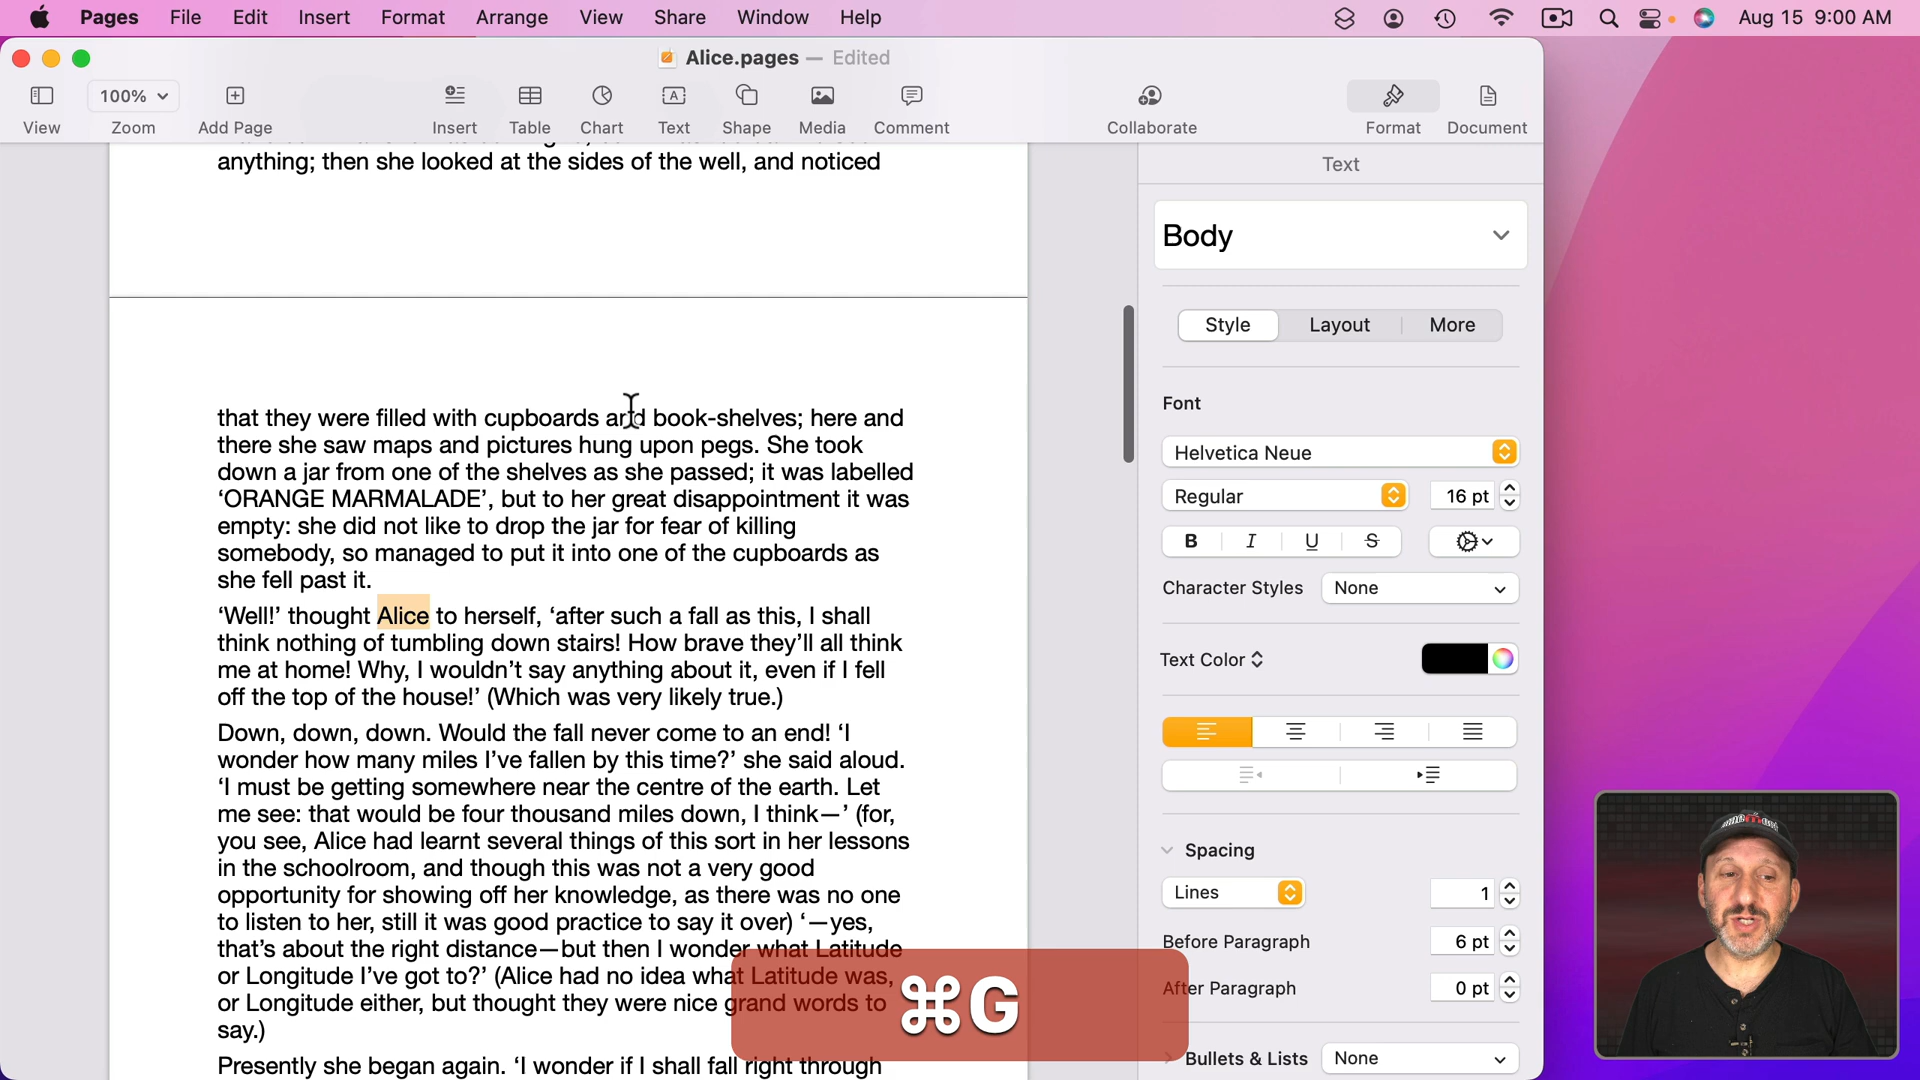 Pages File Edit Insert Format Arrange View Share Window Help Aug 15 9:00 AM
Alice.pages — Edited
100%
View Zoom Add Page Insert Table Chart Text Shape Media Comment Collaborate Format Document
anything; then she looked at the sides of the well, and noticed
that they were filled with cupboards and book-shelves; here and
there she saw maps and pictures hung upon pegs. She took
down a jar from one of the shelves as she passed; it was labelled
‘ORANGE MARMALADE’, but to her great disappointment it was
empty: she did not like to drop the jar for fear of killing
somebody, so managed to put it into one of the cupboards as
she fell past it.
‘Well!’ thought Alice to herself, ‘after such a fall as this, I shall
think nothing of tumbling down stairs! How brave they’ll all think
me at home! Why, I wouldn’t say anything about it, even if I fell
off the top of the house!’ (Which was very likely true.)
Down, down, down. Would the fall never come to an end! ‘I
wonder how many miles I’ve fallen by this time?’ she said aloud.
‘I must be getting somewhere near the centre of the earth. Let
me see: that would be four thousand miles down, I think—’ (for,
you see, Alice had learnt several things of this sort in her lessons
in the schoolroom, and though this was not a very good
opportunity for showing off her knowledge, as there was no one
to listen to her, still it was good practice to say it over) ‘—yes,
that’s about the right distance—but then I wonder what Latitude
or Longitude I’ve got to?’ (Alice had no idea what Latitude was,
or Longitude either, but thought they were nice grand words to
say.)
Presently she began again. ‘I wonder if I shall fall right through
⌘G
Text
Body
Style Layout More
Font
Helvetica Neue
Regular 16 pt
B I U S
Character Styles None
Text Color
Spacing
Lines 1
Before Paragraph 6 pt
After Paragraph 0 pt
Bullets & Lists None